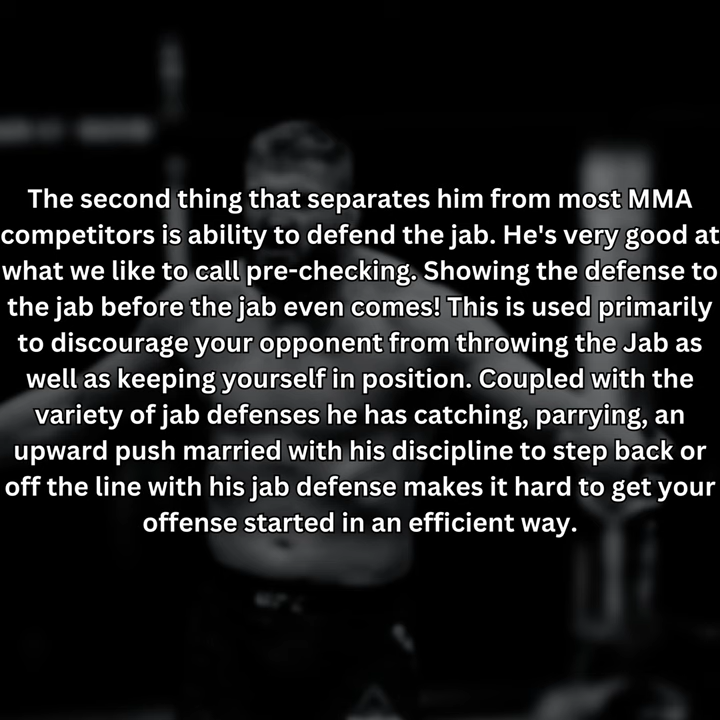 The second thing that separates him from most MMA
competitors is ability to defend the jab. He's very good at
what we like to call pre-checking. Showing the defense to
the jab before the jab even comes! This is used primarily
to discourage your opponent from throwing the Jab as
well as keeping yourself in position. Coupled with the
variety of jab defenses he has catching, parrying, an
upward push married with his discipline to step back or
off the line with his jab defense makes it hard to get your
offense started in an efficient way.